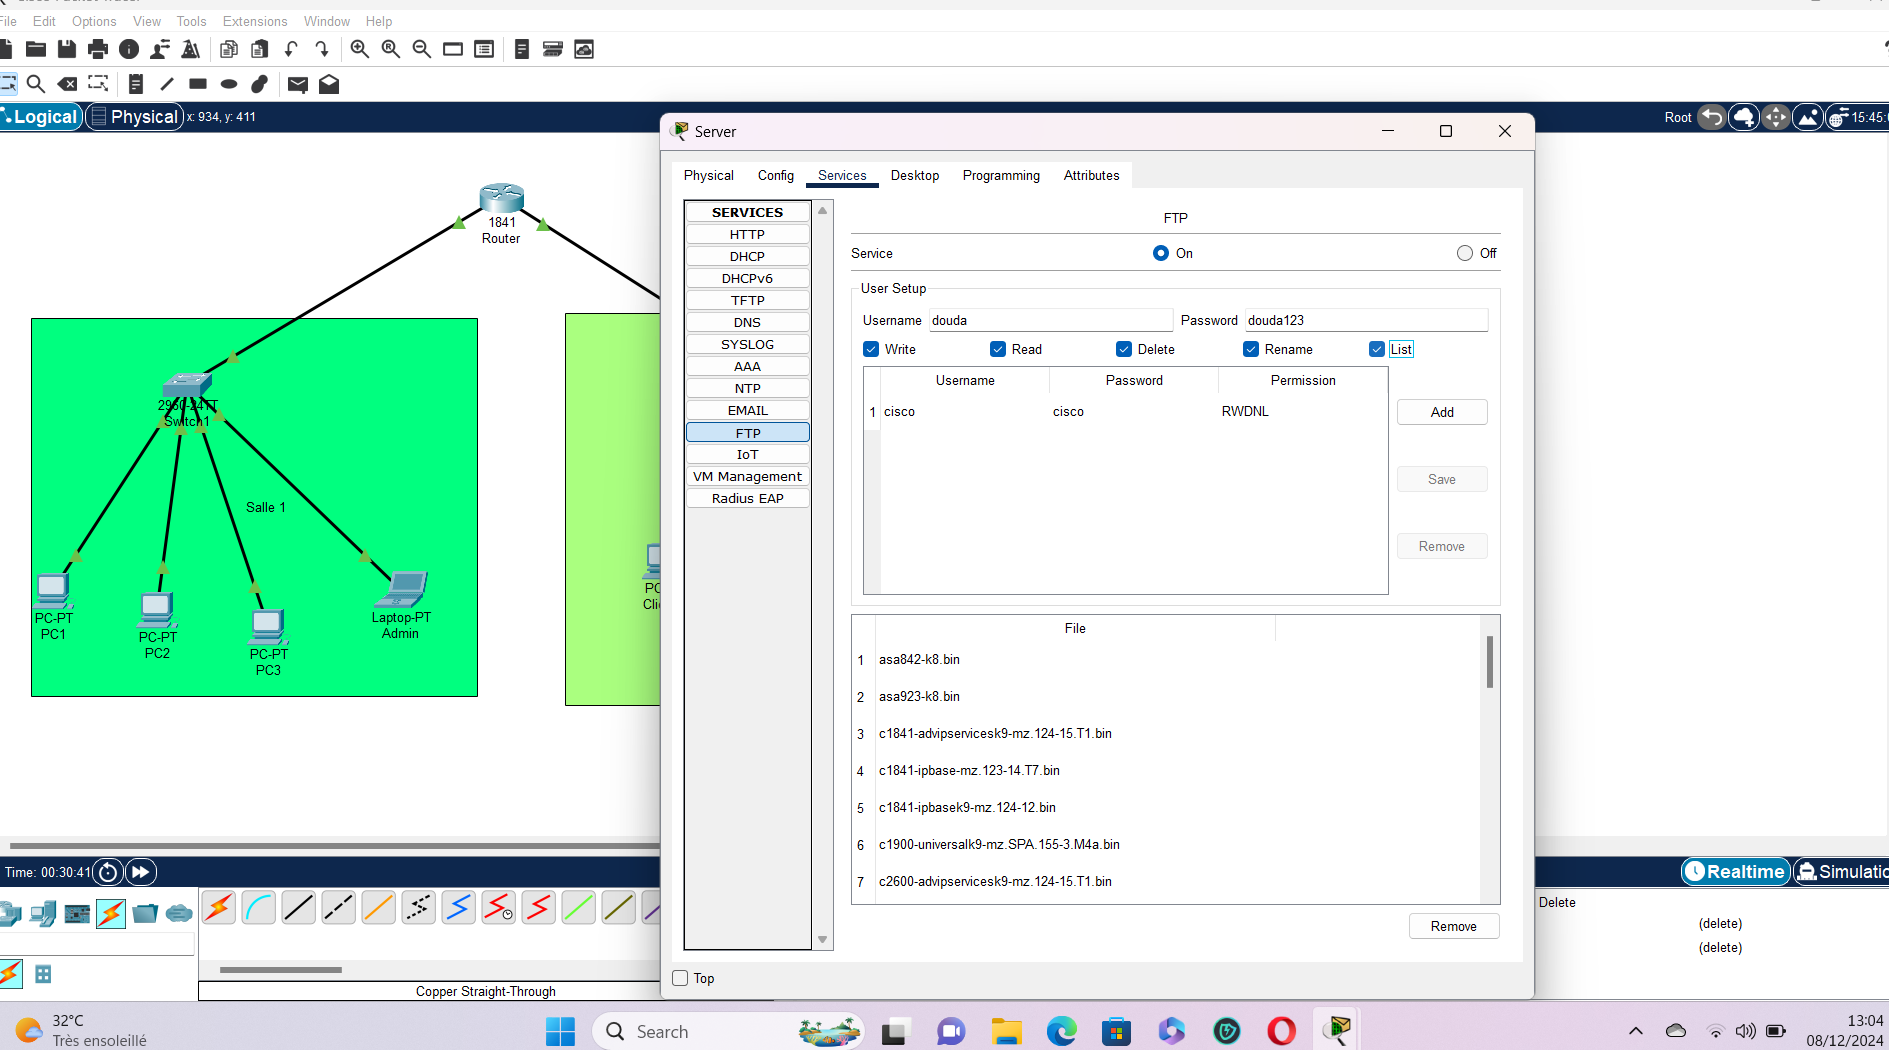 File Edit Options View Tools Extensions Window Help
Logical Physical x: 934, y: 411
Root 15:45:
1841
Router
2960-24TT
Switch1
Salle 1
PC-PT
PC1
PC-PT
PC2
PC-PT
PC3
Laptop-PT
Admin
PC
Cli
Server
Physical Config Services Desktop Programming Attributes
SERVICES
HTTP
DHCP
DHCPv6
TFTP
DNS
SYSLOG
AAA
NTP
EMAIL
FTP
IoT
VM Management
Radius EAP
FTP
Service On Off
User Setup
Username douda Password douda123
Write Read Delete Rename List
Username Password Permission
1 cisco cisco RWDNL
Add
Save
Remove
File
1 asa842-k8.bin
2 asa923-k8.bin
3 c1841-advipservicesk9-mz.124-15.T1.bin
4 c1841-ipbase-mz.123-14.T7.bin
5 c1841-ipbasek9-mz.124-12.bin
6 c1900-universalk9-mz.SPA.155-3.M4a.bin
7 c2600-advipservicesk9-mz.124-15.T1.bin
Remove
Top
Time: 00:30:41
Realtime Simulatio
Delete
(delete)
(delete)
Copper Straight-Through
32°C
Très ensoleillé
Search
13:04
08/12/2024